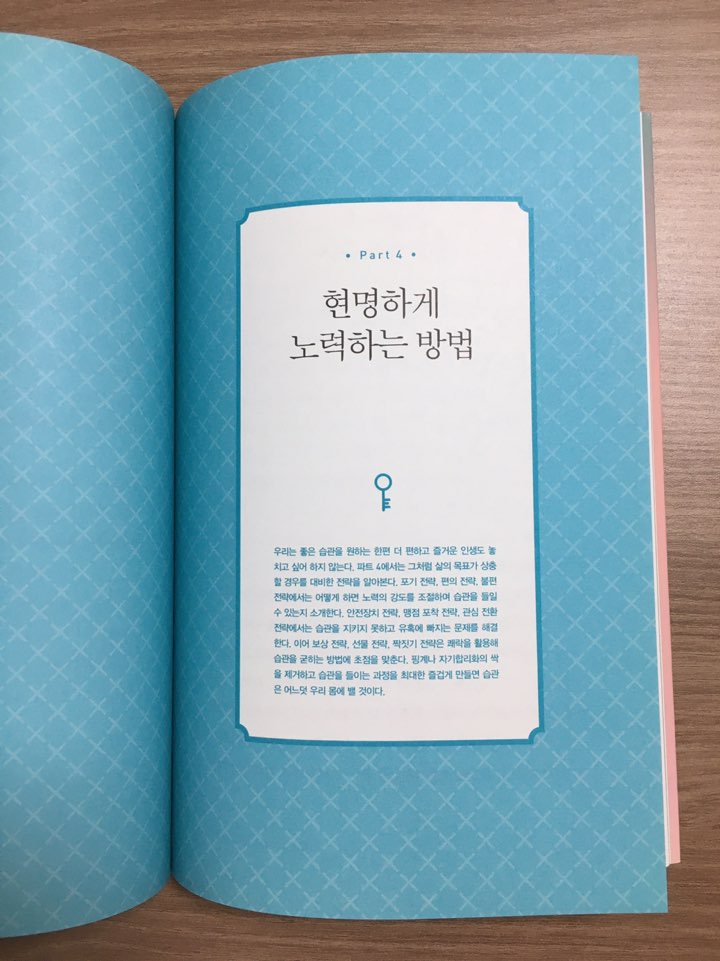 • Part 4 •
현명하게
노력하는 방법
우리는 좋은 습관을 원하는 한편 더 편하고 즐거운 인생도 놓
치고 싶어 하지 않는다. 파트 4에서는 그처럼 삶의 목표가 상충
할 경우를 대비한 전략을 알아본다. 포기 전략, 편의 전략, 불편
전략에서는 어떻게 하면 노력의 강도를 조절하며 습관을 들일
수 있는지 소개한다. 안전장치 전략, 맹점 포착 전략, 관심 전환
전략에서는 습관을 지키지 못하고 유혹에 빠지는 문제를 해결
한다. 이어 보상 전략, 선물 전략, 짝짓기 전략은 쾌락을 활용해
습관을 굳히는 방법에 초점을 맞춘다. 핑계나 자기합리화의 싹
을 제거하고 습관을 들이는 과정을 최대한 즐겁게 만들면 습관
은 어느덧 우리 몸에 밸 것이다.